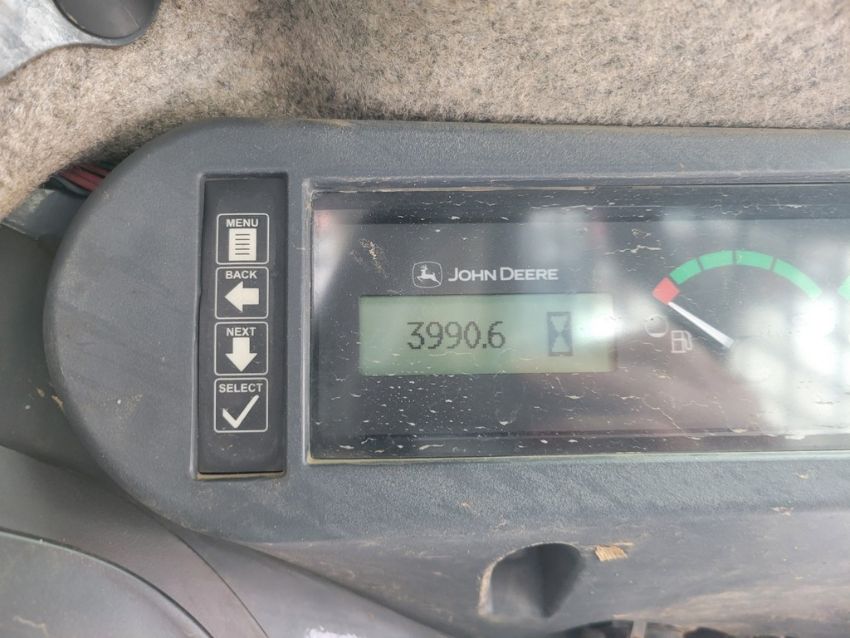 MENU
BACK
NEXT
SELECT
JOHN DEERE
3990.6